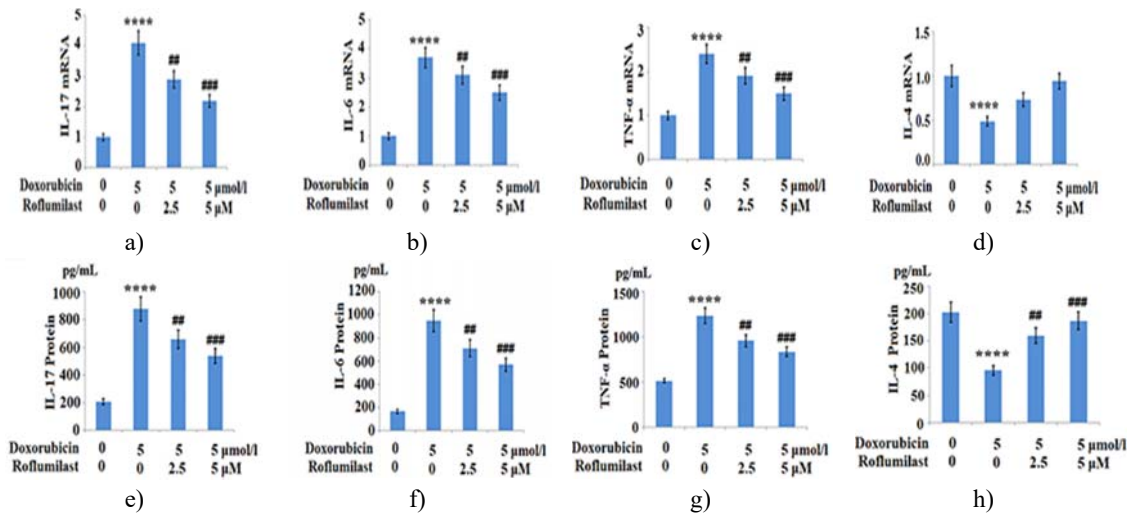 IL-17 mRNA
5
4
3
2
1
0
****
##
###
Doxorubicin 0 5 5 5 µmol/l
Roflumilast 0 0 2.5 5 µM
a)
IL-6 mRNA
5
4
3
2
1
0
****
##
###
Doxorubicin 0 5 5 5 µmol/l
Roflumilast 0 0 2.5 5 µM
b)
TNF-α mRNA
3
2
1
0
****
##
###
Doxorubicin 0 5 5 5 µmol/l
Roflumilast 0 0 2.5 5 µM
c)
IL-4 mRNA
1.5
1.0
0.5
0.0
****
Doxorubicin 0 5 5 5 µmol/l
Roflumilast 0 0 2.5 5 µM
d)
pg/mL
IL-17 Protein
1000
800
600
400
200
0
****
##
###
Doxorubicin 0 5 5 5 µmol/l
Roflumilast 0 0 2.5 5 µM
e)
pg/mL
IL-6 Protein
1200
1000
800
600
400
200
0
****
##
###
Doxorubicin 0 5 5 5 µmol/l
Roflumilast 0 0 2.5 5 µM
f)
pg/mL
TNF-α Protein
1500
1000
500
0
****
##
###
Doxorubicin 0 5 5 5 µmol/l
Roflumilast 0 0 2.5 5 µM
g)
pg/mL
IL-4 Protein
250
200
150
100
50
0
****
##
###
Doxorubicin 0 5 5 5 µmol/l
Roflumilast 0 0 2.5 5 µM
h)